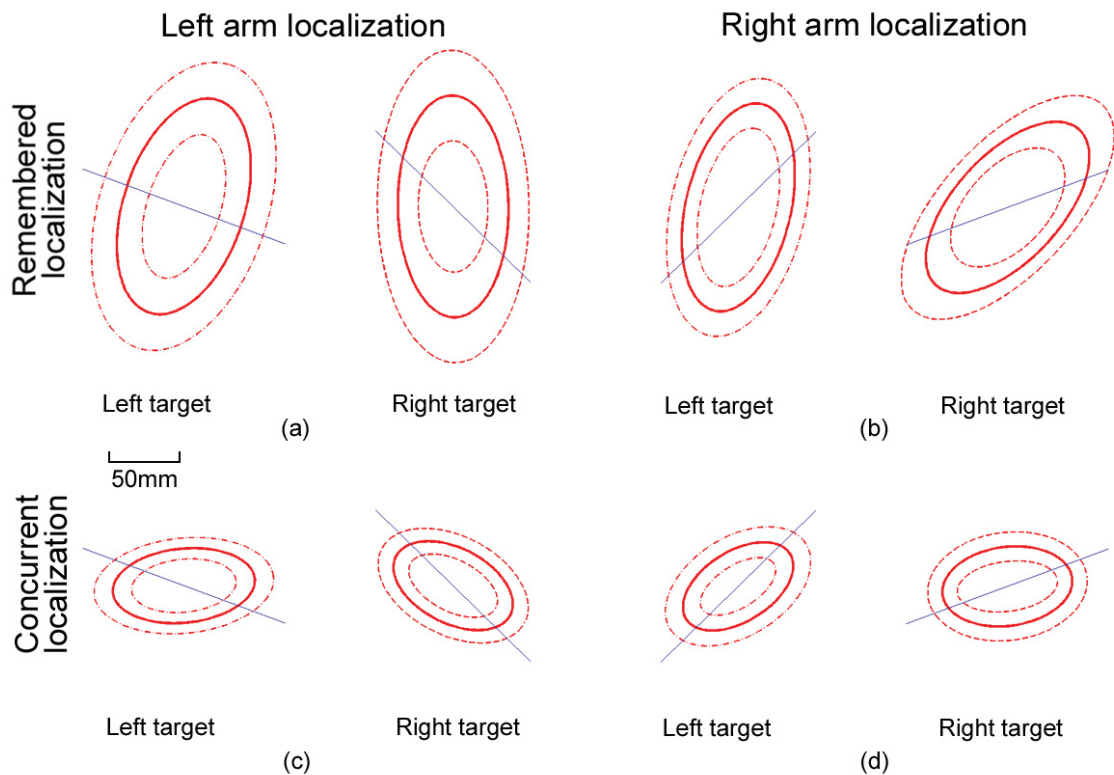 Left arm localization
Right arm localization
Remembered
localization
Left target
Right target
(a)
Left target
Right target
(b)
50mm
Concurrent
localization
Left target
Right target
(c)
Left target
Right target
(d)